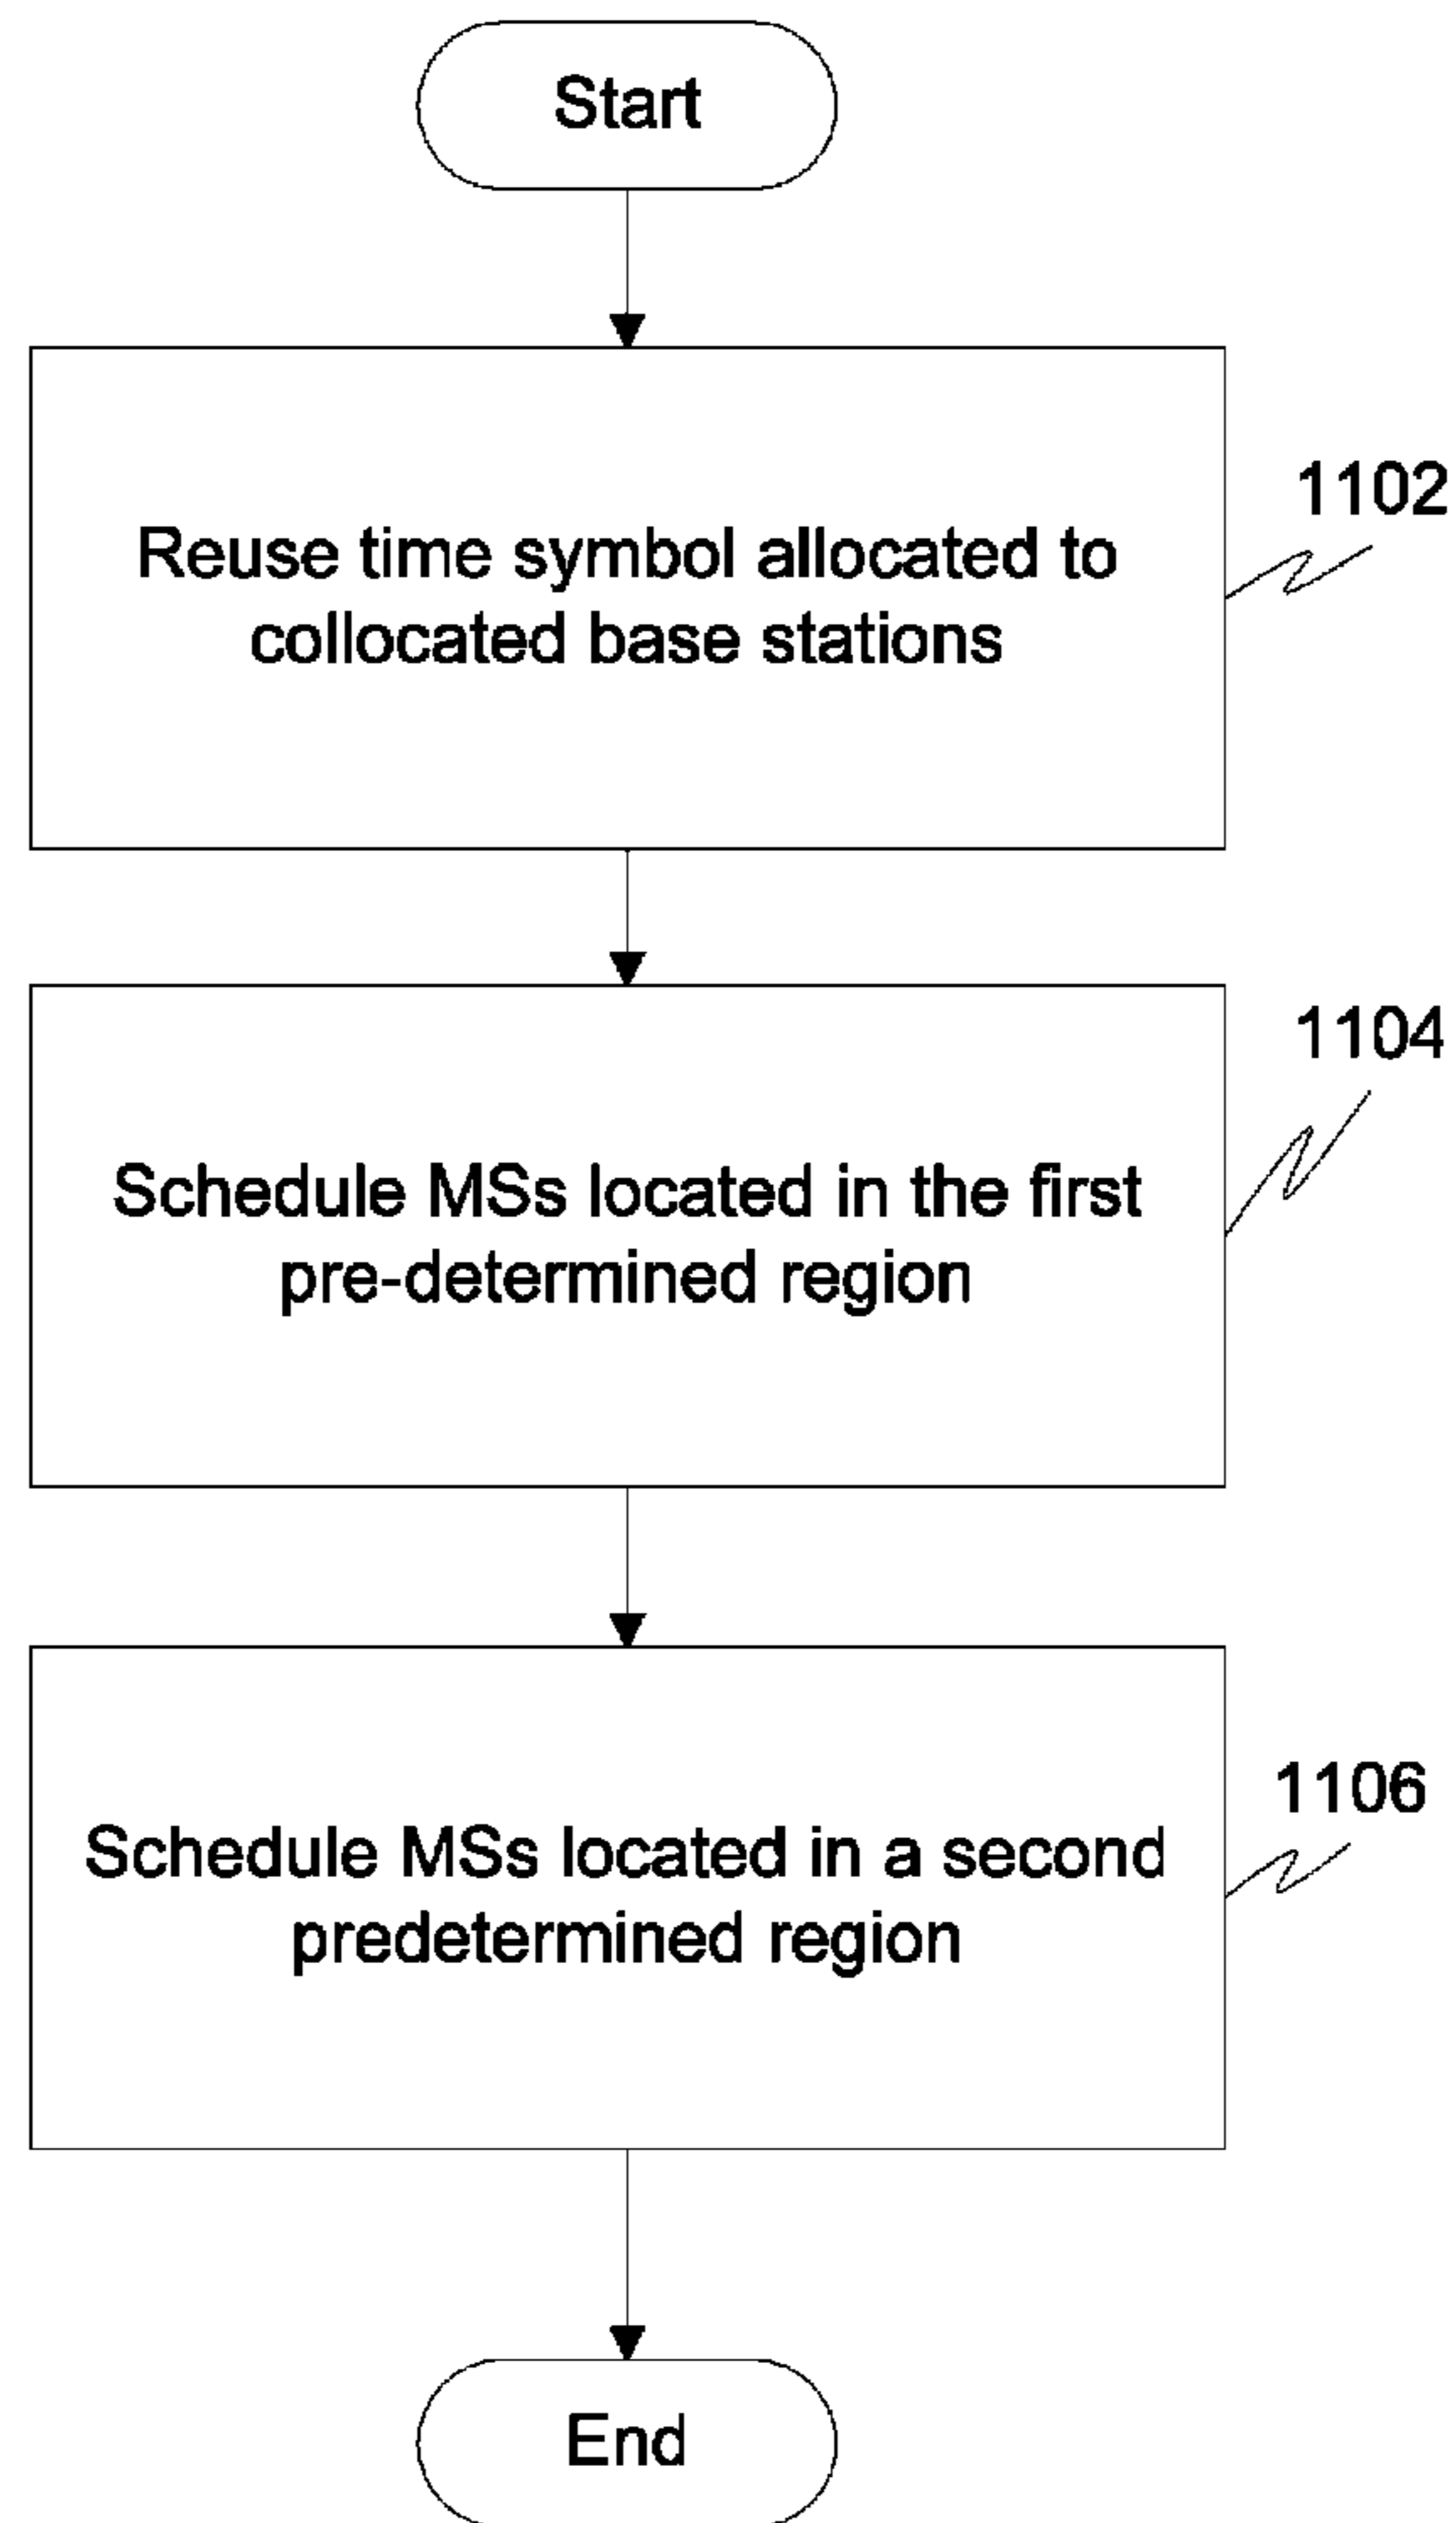 Start
Reuse time symbol allocated to
collocated base stations
1102
Schedule MSs located in the first
pre-determined region
1104
Schedule MSs located in a second
predetermined region
1106
End